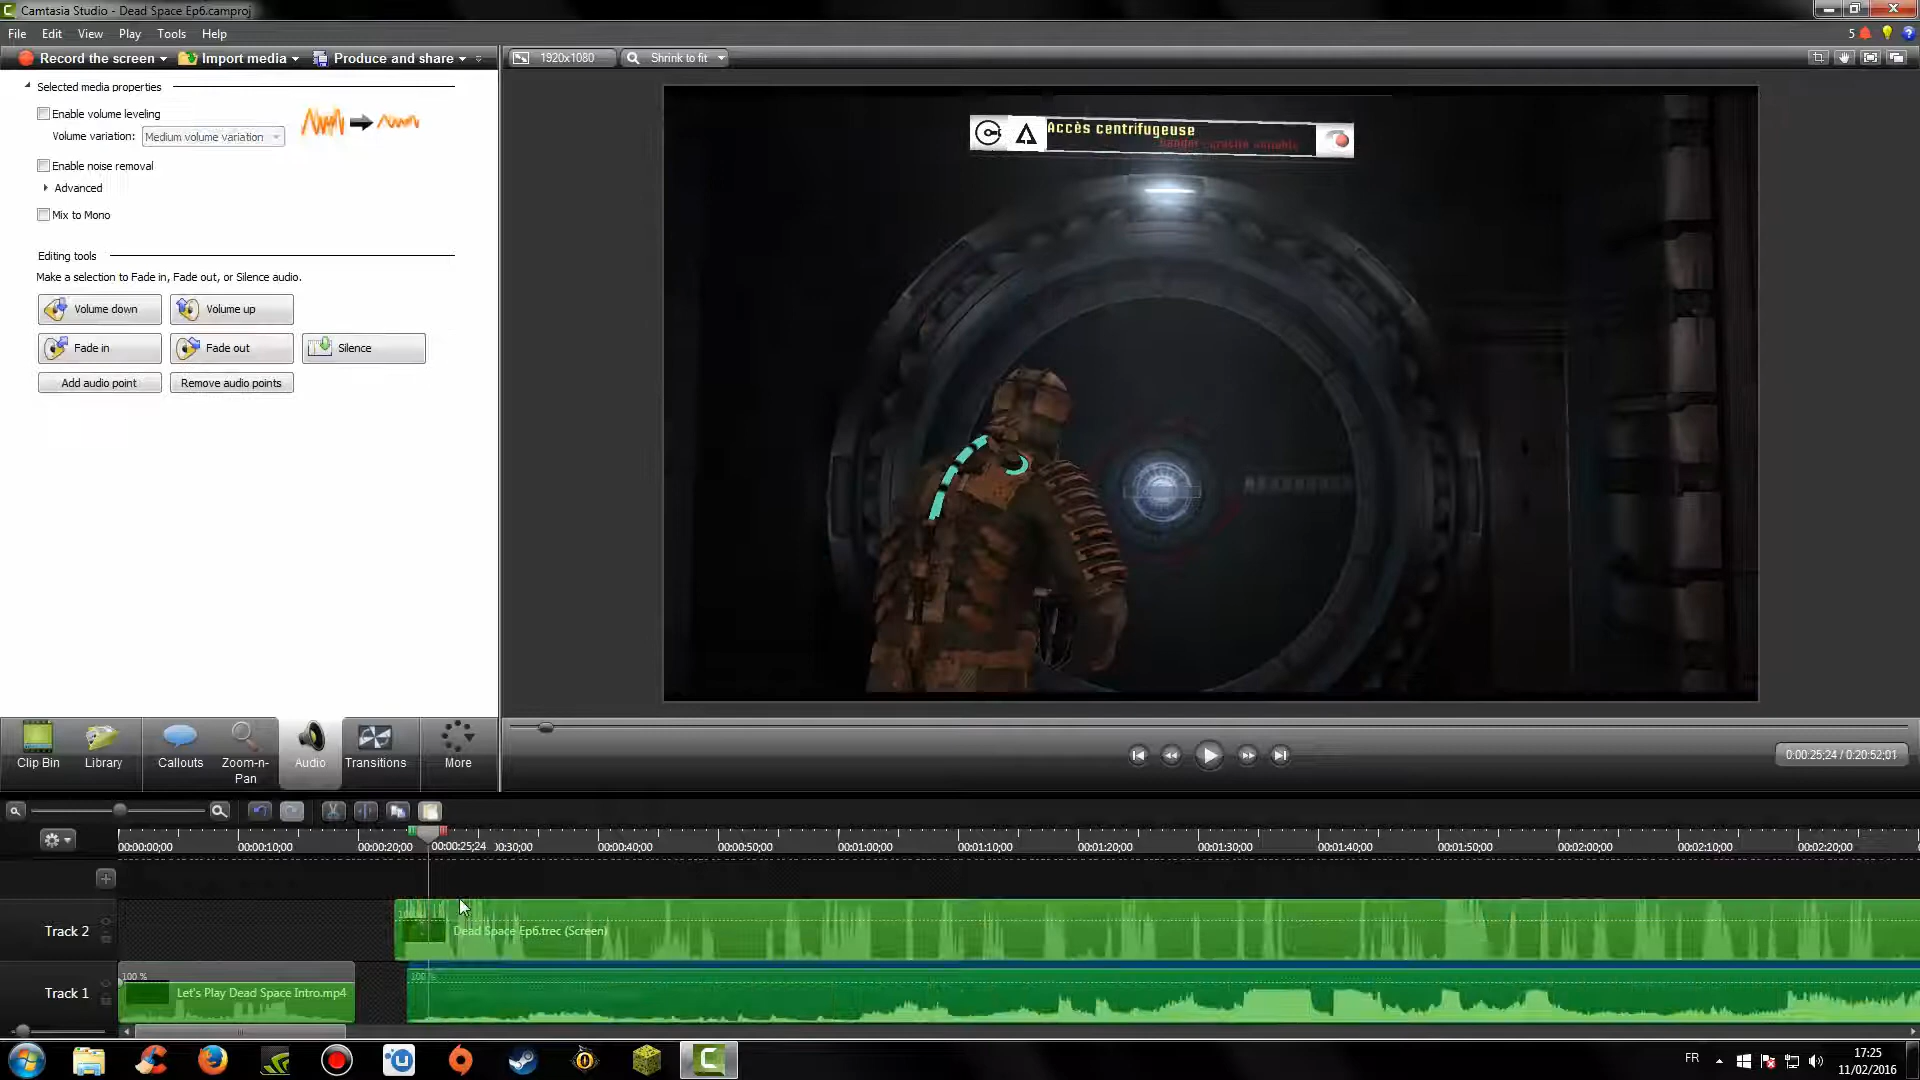 Camtasia Studio - Dead Space Ep6.camproj
File Edit View Play Tools Help
5
Record the screen Import media Produce and share
1920x1080 Shrink to fit
Selected media properties
Enable volume leveling
Volume variation: Medium volume variation
Enable noise removal
Advanced
Mix to Mono
Editing tools
Make a selection to Fade in, Fade out, or Silence audio.
Volume down Volume up
Fade in Fade out Silence
Add audio point Remove audio points
Accès centrifugeuse
Clip Bin Library Callouts Zoom-n-Pan Audio Transitions More
0:00:25;24 / 0:20:52;01
00:00:00;00 00:00:10;00 00:00:20;00 00:00:25;24 00:30;00 00:00:40;00 00:00:50;00 00:01:00;00 00:01:10;00 00:01:20;00 00:01:30;00 00:01:40;00 00:01:50;00 00:02:00;00 00:02:10;00 00:02:20;00
Track 2
Dead Space Ep6.trec (Screen)
100 % 100 %
Track 1
Let's Play Dead Space Intro.mp4
FR
17:25
11/02/2016